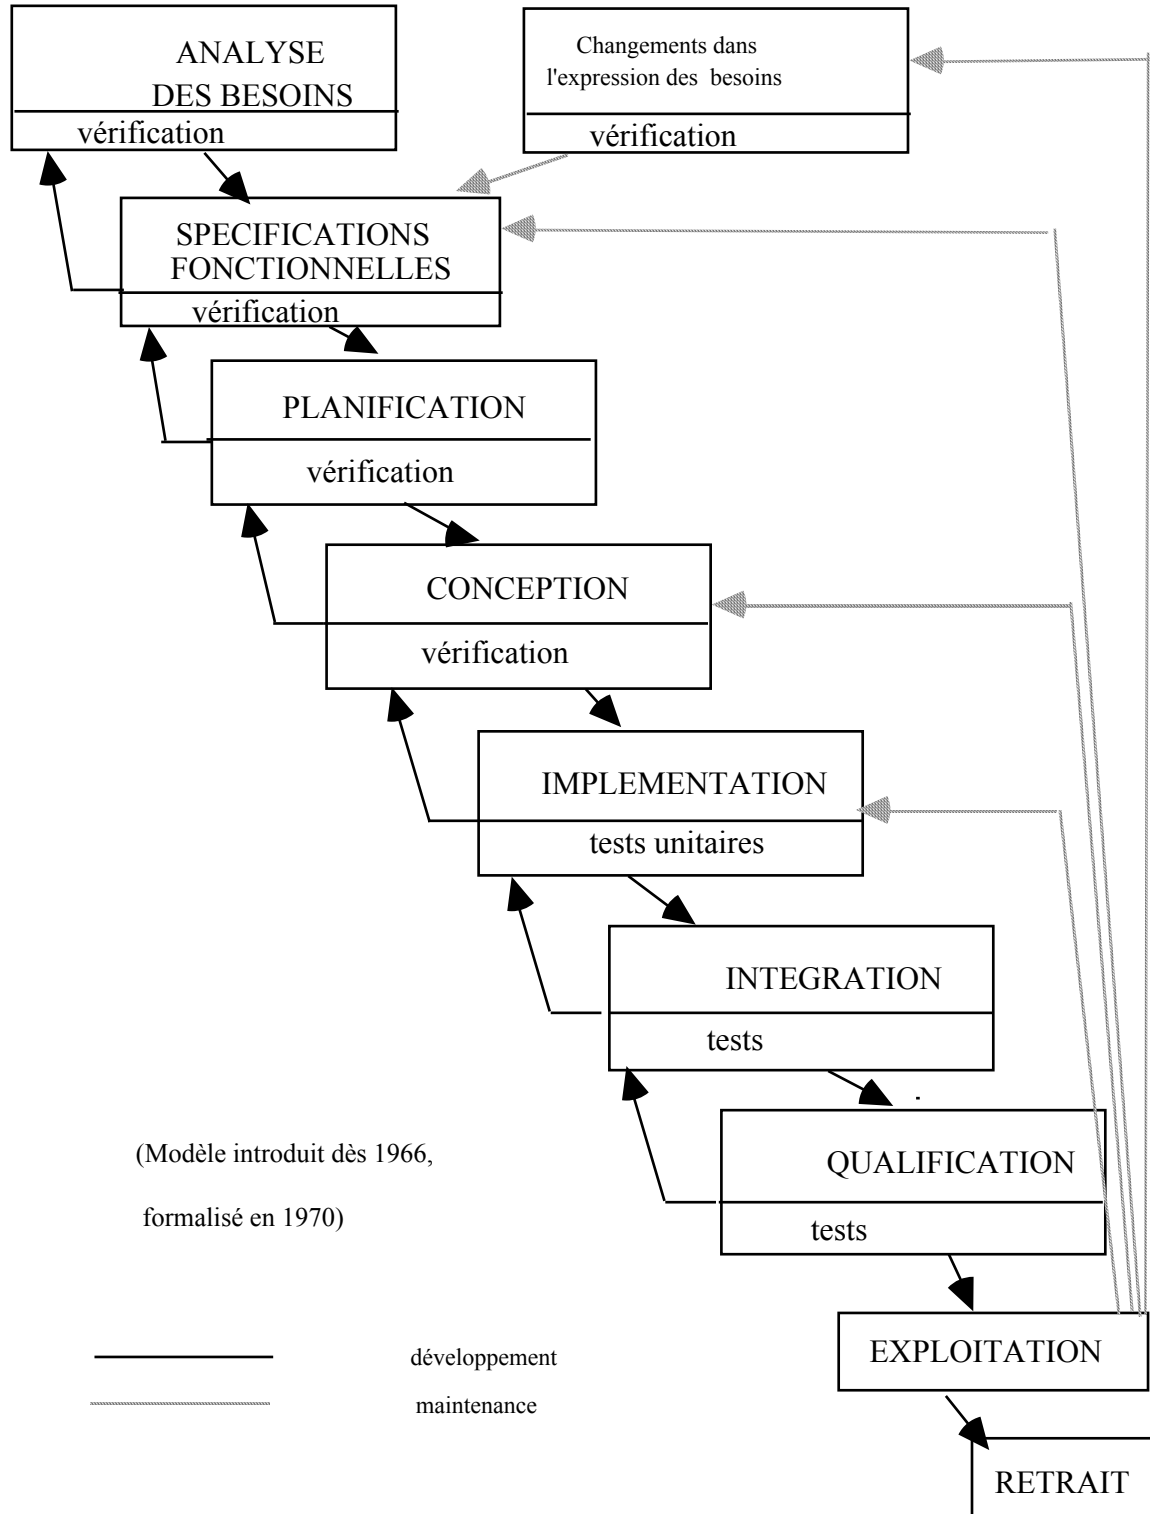 ANALYSE
DES BESOINS
vérification
Changements dans
l'expression des  besoins
vérification
SPECIFICATIONS
FONCTIONNELLES
vérification
PLANIFICATION
vérification
CONCEPTION
vérification
IMPLEMENTATION
tests unitaires
INTEGRATION
tests
(Modèle introduit dès 1966,
formalisé en 1970)
QUALIFICATION
tests
EXPLOITATION
développement
maintenance
RETRAIT